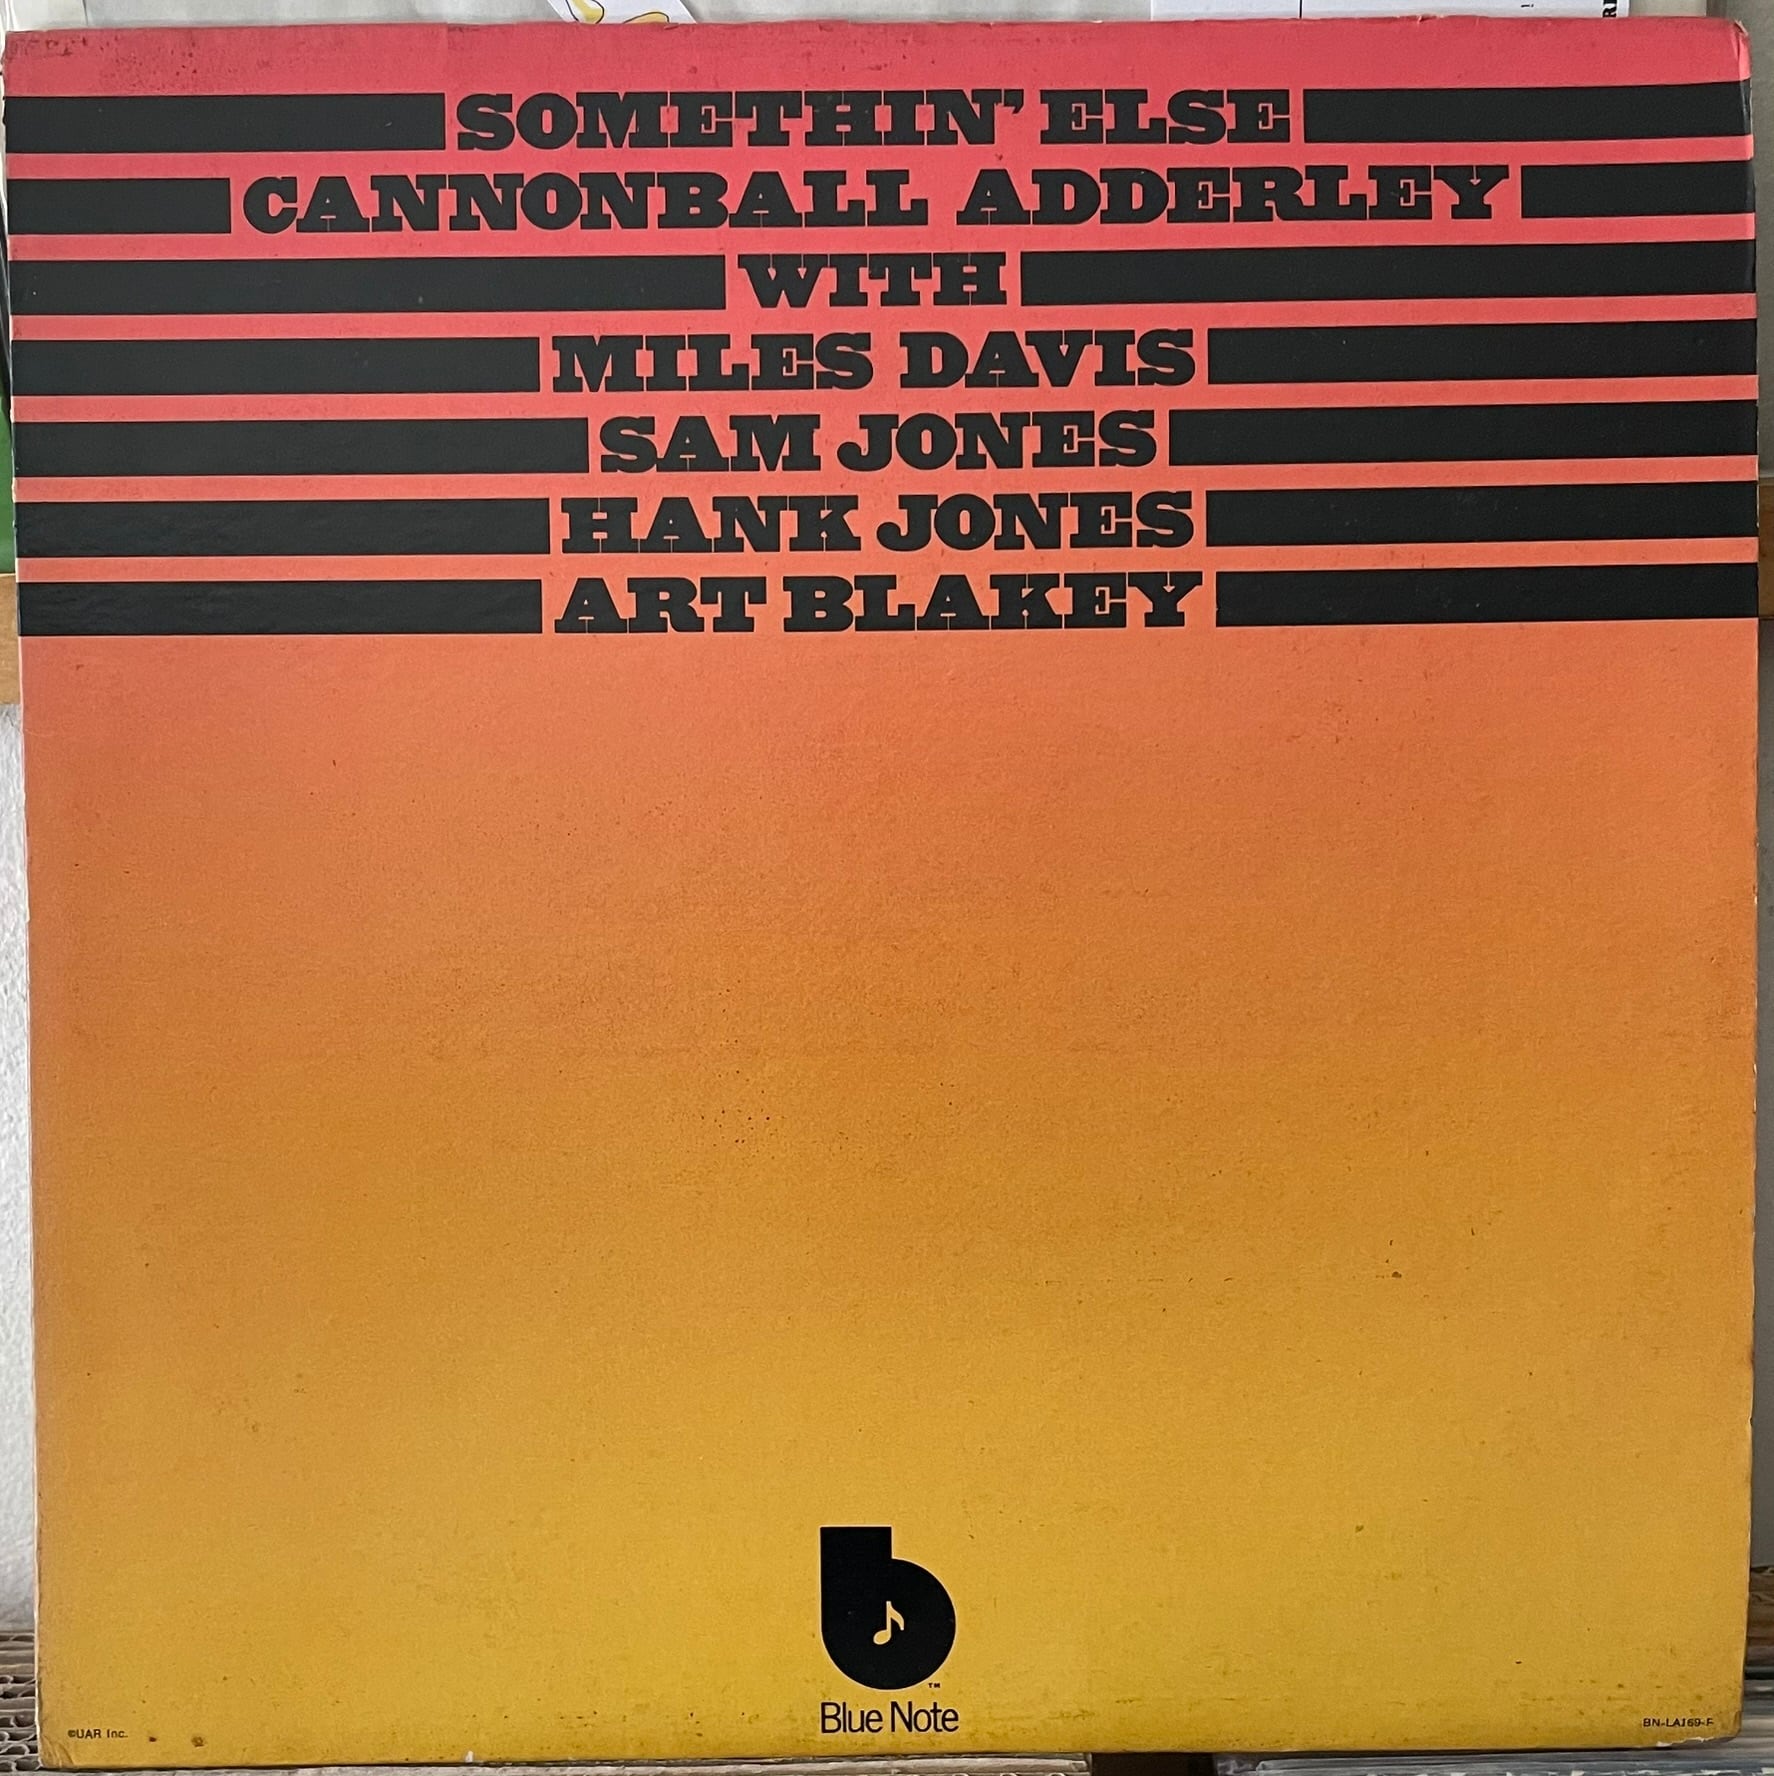 SOMETHIN' ELSE
CANNONBALL ADDERLEY
WITH
MILES DAVIS
SAM JONES
HANK JONES
ART BLAKEY
b
TM
Blue Note
©UAR Inc.
BN-LA169-F